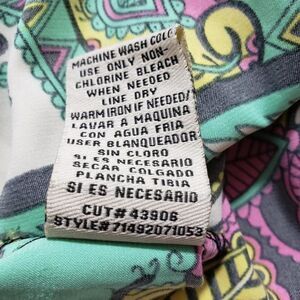 MACHINE WASH COLD
USE ONLY NON-
CHLORINE BLEACH
WHEN NEEDED
LINE DRY
WARM IRON IF NEEDED/
LAVAR A MAQUINA
CON AGUA FRIA
USER BLANQUEADOR
SIN CLORO
SI ES NECESARIO
SECAR COLGADO
PLANCHA TIBIA
SI ES NECESARIO
CUT# 43906
STYLE#71492071053